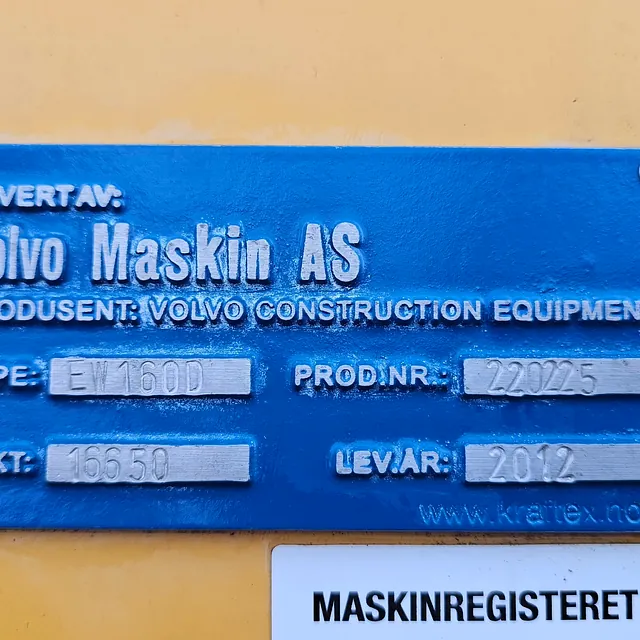 VERT AV:
olvo Maskin AS
ODUSENT: VOLVO CONSTRUCTION EQUIPMEN
PE: EW160D PROD.NR.: 220225
KT: 16650 LEV.ÅR: 2012
www.kraftex.no
MASKINREGISTERET